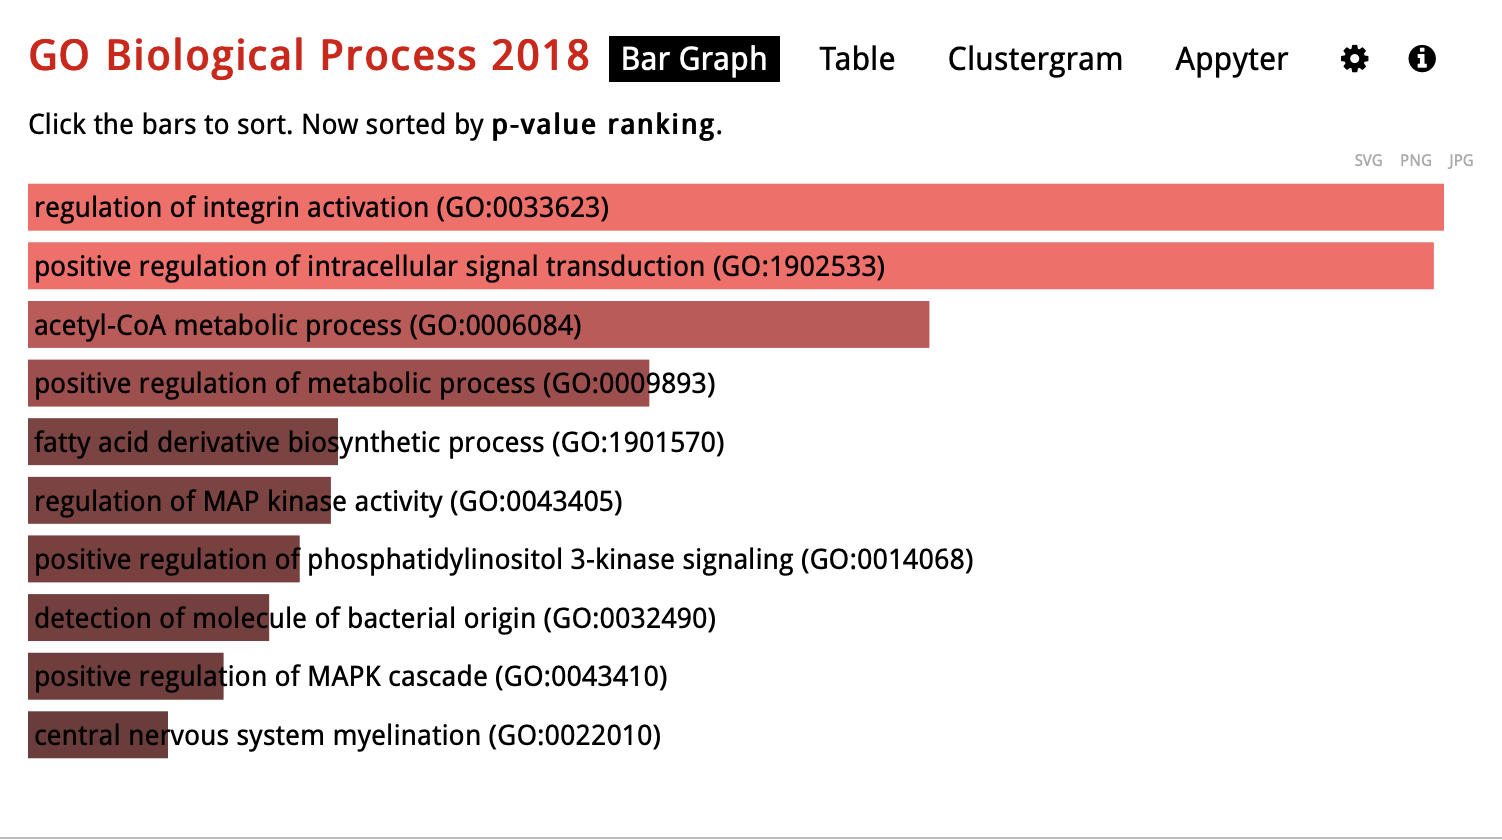 GO Biological Process 2018 Bar Graph Table Clustergram Appyter
Click the bars to sort. Now sorted by p-value ranking.
SVG PNG JPG
regulation of integrin activation (GO:0033623)
positive regulation of intracellular signal transduction (GO:1902533)
acetyl-CoA metabolic process (GO:0006084)
positive regulation of metabolic process (GO:0009893)
fatty acid derivative biosynthetic process (GO:1901570)
regulation of MAP kinase activity (GO:0043405)
positive regulation of phosphatidylinositol 3-kinase signaling (GO:0014068)
detection of molecule of bacterial origin (GO:0032490)
positive regulation of MAPK cascade (GO:0043410)
central nervous system myelination (GO:0022010)